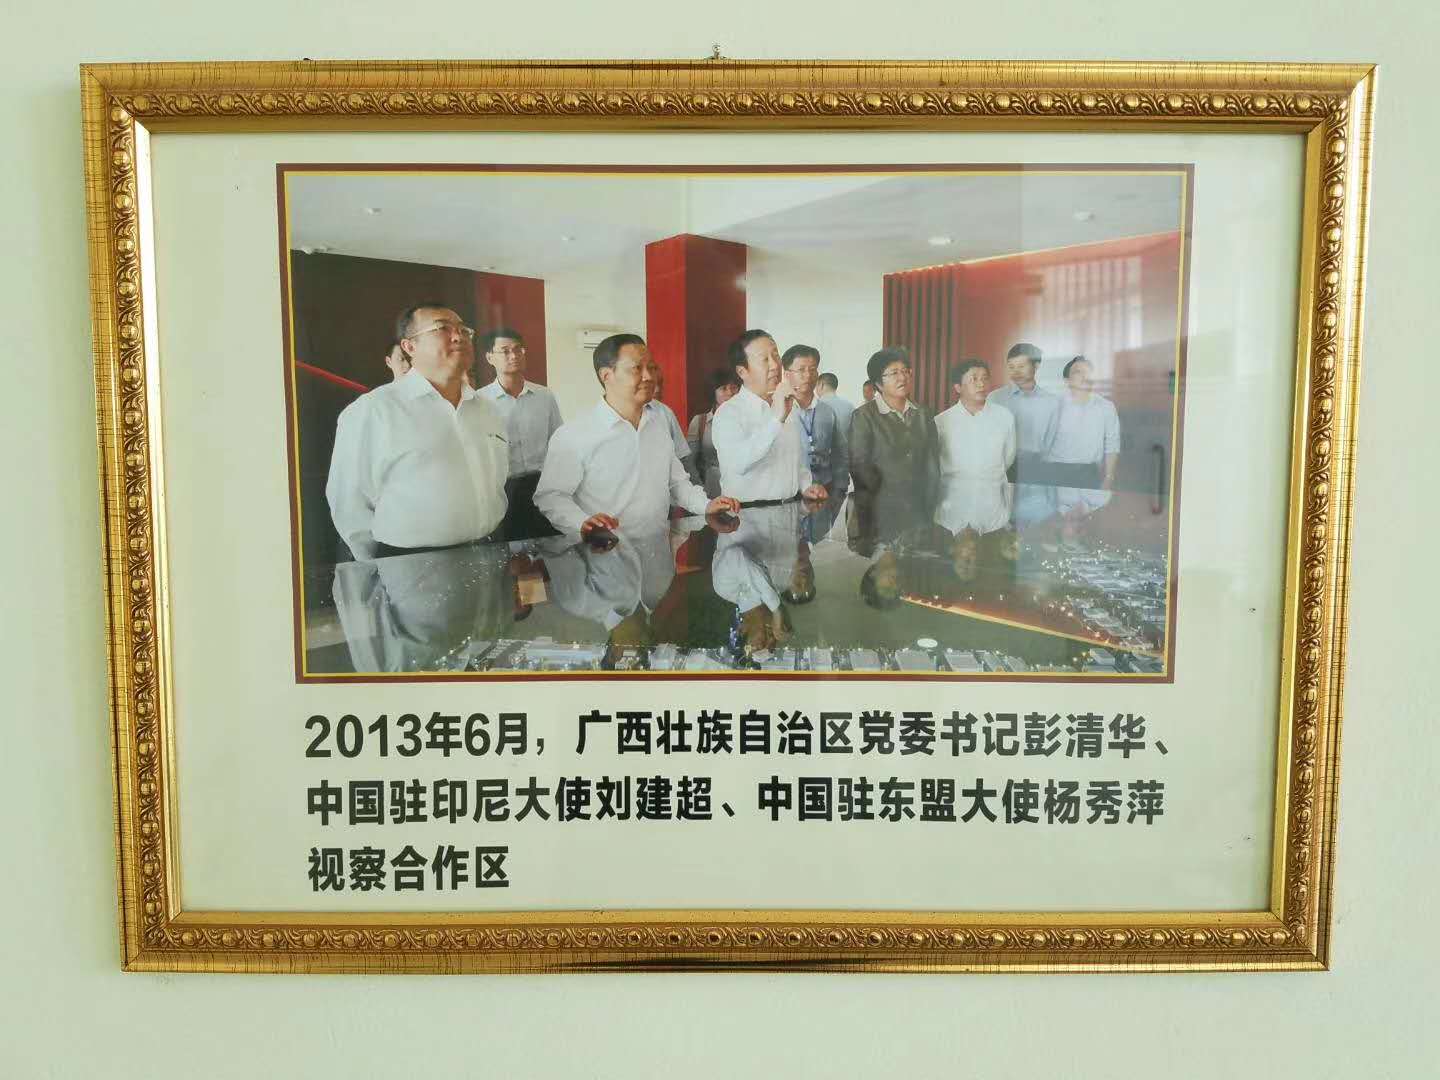 2013年6月，广西壮族自治区党委书记彭清华、
中国驻印尼大使刘建超、中国驻东盟大使杨秀萍
视察合作区